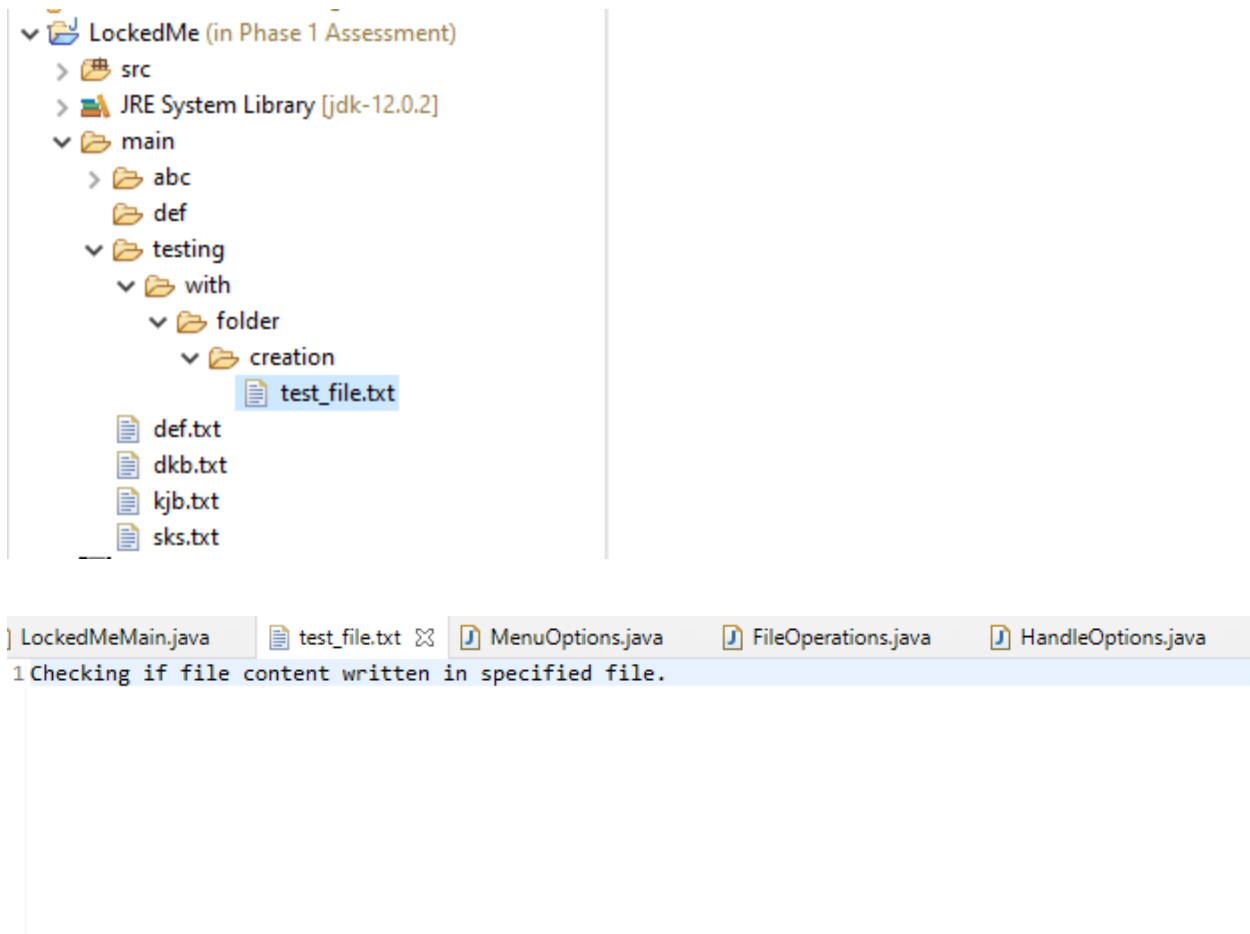 LockedMe (in Phase 1 Assessment)
src
JRE System Library [jdk-12.0.2]
main
abc
def
testing
with
folder
creation
test_file.txt
def.txt
dkb.txt
kjb.txt
sks.txt
LockedMeMain.java test_file.txt MenuOptions.java FileOperations.java HandleOptions.java
1 Checking if file content written in specified file.